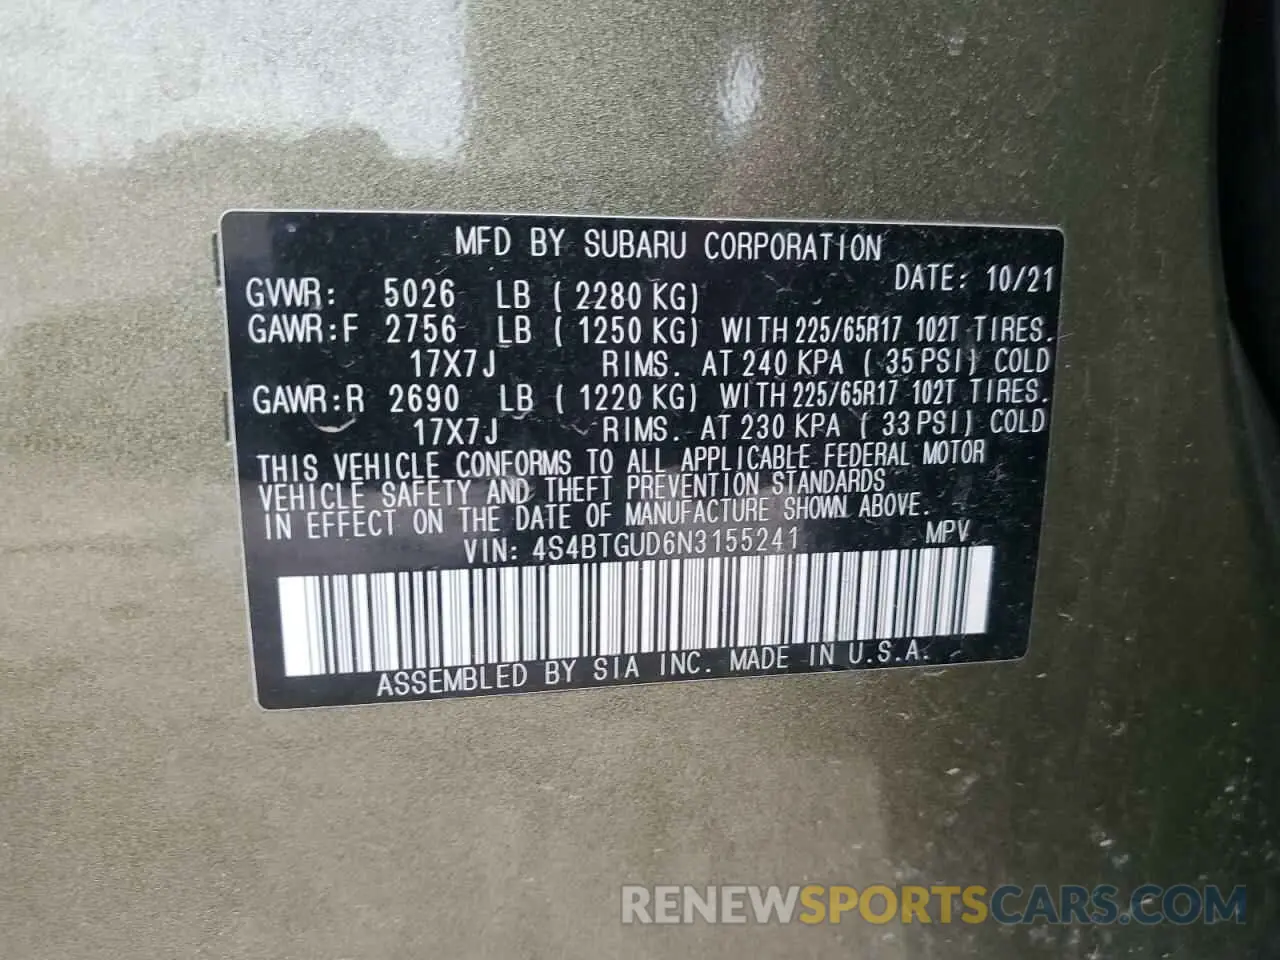 MFD BY SUBARU CORPORATION
DATE: 10/21
GVWR: 5026 LB ( 2280 KG)
GAWR:F 2756 LB ( 1250 KG) WITH 225/65R17 102T TIRES.
17X7J RIMS. AT 240 KPA ( 35 PSI) COLD
GAWR:R 2690 LB ( 1220 KG) WITH 225/65R17 102T TIRES.
17X7J RIMS. AT 230 KPA ( 33 PSI) COLD
THIS VEHICLE CONFORMS TO ALL APPLICABLE FEDERAL MOTOR
VEHICLE SAFETY AND THEFT PREVENTION STANDARDS
IN EFFECT ON THE DATE OF MANUFACTURE SHOWN ABOVE.
VIN: 4S4BTGUD6N3155241 MPV
ASSEMBLED BY SIA INC. MADE IN U.S.A.
RENEWSPORTSCARS.COM